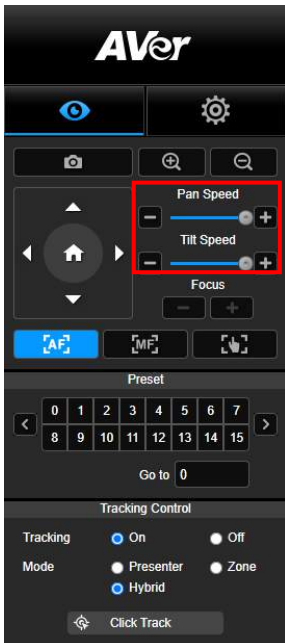 AVer
Pan Speed
Tilt Speed
Focus
AF MF
Preset
0 1 2 3 4 5 6 7
8 9 10 11 12 13 14 15
Go to 0
Tracking Control
Tracking On Off
Mode Presenter Zone
Hybrid
Click Track